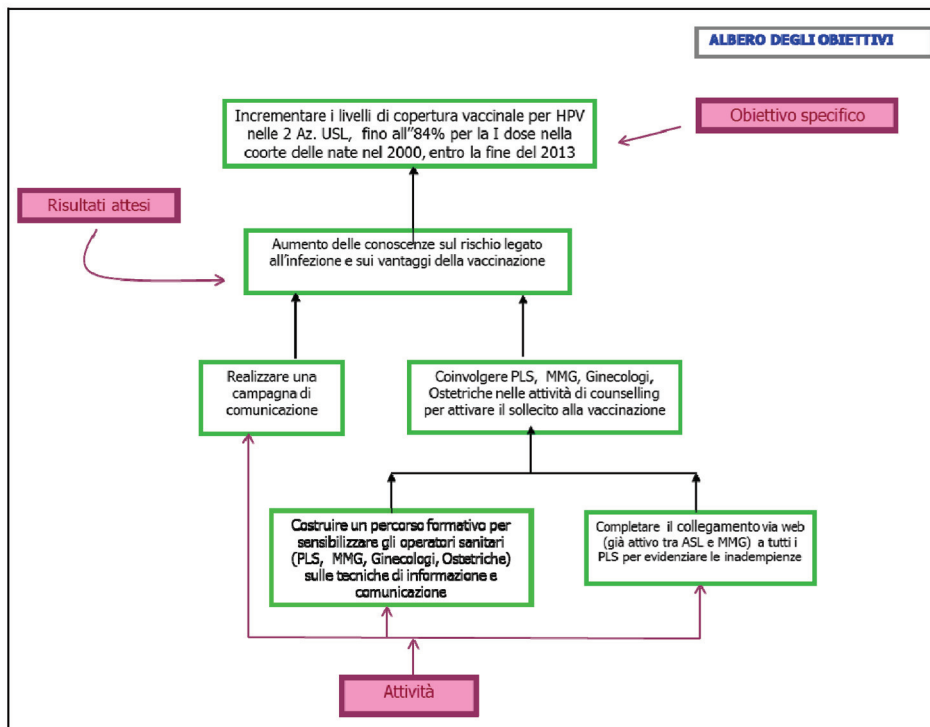 ALBERO DEGLI OBIETTIVI
Incrementare i livelli di copertura vaccinale per HPV
nelle 2 Az. USL, fino all"84% per la I dose nella
coorte delle nate nel 2000, entro la fine del 2013
Obiettivo specifico
Risultati attesi
Aumento delle conoscenze sul rischio legato
all'infezione e sui vantaggi della vaccinazione
Realizzare una
campagna di
comunicazione
Coinvolgere PLS, MMG, Ginecologi,
Ostetriche nelle attività di counselling
per attivare il sollecito alla vaccinazione
Costruire un percorso formativo per
sensibilizzare gli operatori sanitari
(PLS, MMG, Ginecologi, Ostetriche)
sulle tecniche di informazione e
comunicazione
Completare il collegamento via web
(già attivo tra ASL e MMG) a tutti i
PLS per evidenziare le inadempienze
Attività